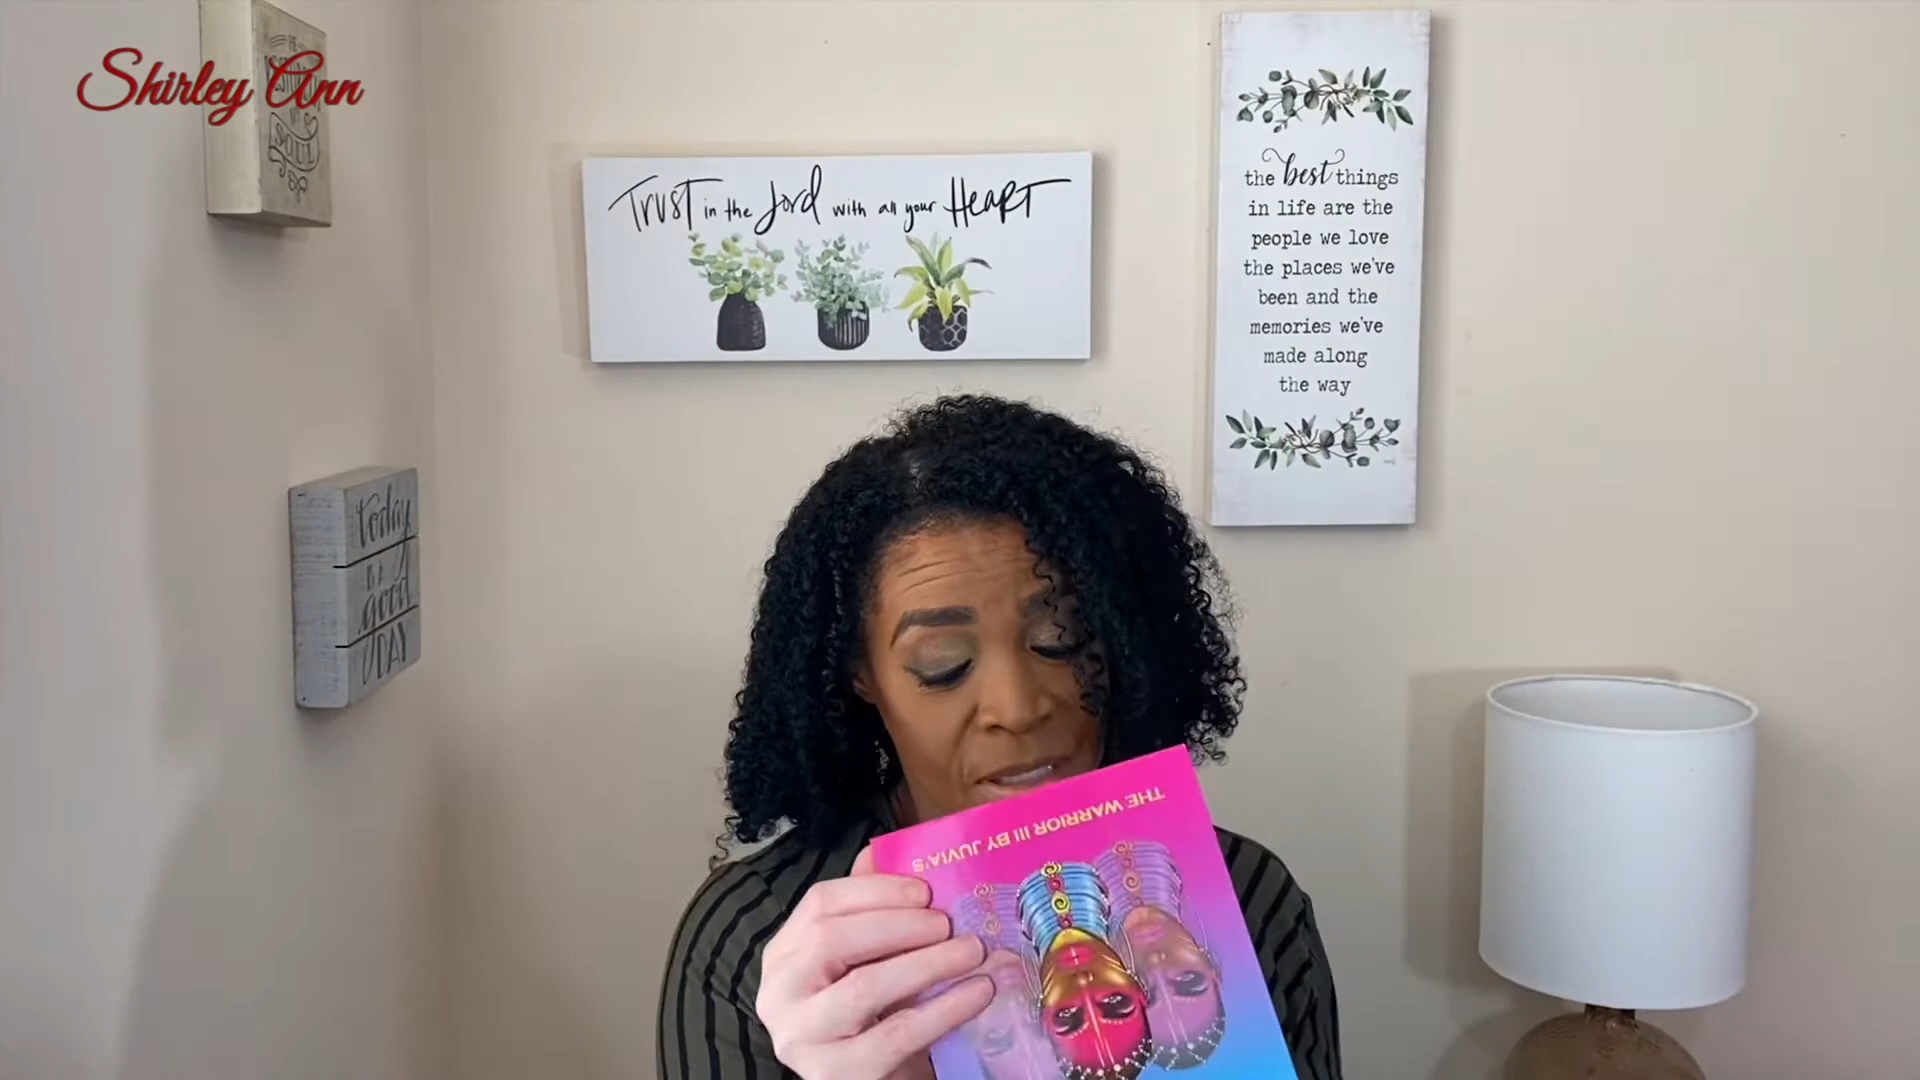 Shirley Ann
SOUL
Trust in the Lord with all your Heart
the best things
in life are the
people we love
the places we've
been and the
memories we've
made along
the way
today
is a
good
DAY
THE WARRIOR III BY JUVIA'S